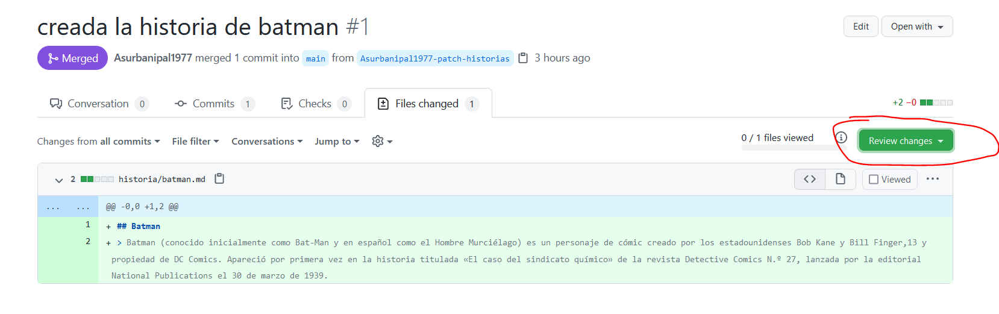 creada la historia de batman #1
Edit
Open with
Merged
Asurbanipal1977 merged 1 commit into main from Asurbanipal1977-patch-historias 3 hours ago
Conversation 0
Commits 1
Checks 0
Files changed 1
+2 −0
Changes from all commits
File filter
Conversations
Jump to
0 / 1 files viewed
Review changes
2 historia/batman.md
Viewed
... ... @@ -0,0 +1,2 @@
1 + ## Batman
2 + > Batman (conocido inicialmente como Bat-Man y en español como el Hombre Murciélago) es un personaje de cómic creado por los estadounidenses Bob Kane y Bill Finger,13 y
propiedad de DC Comics. Apareció por primera vez en la historia titulada «El caso del sindicato químico» de la revista Detective Comics N.º 27, lanzada por la editorial
National Publications el 30 de marzo de 1939.